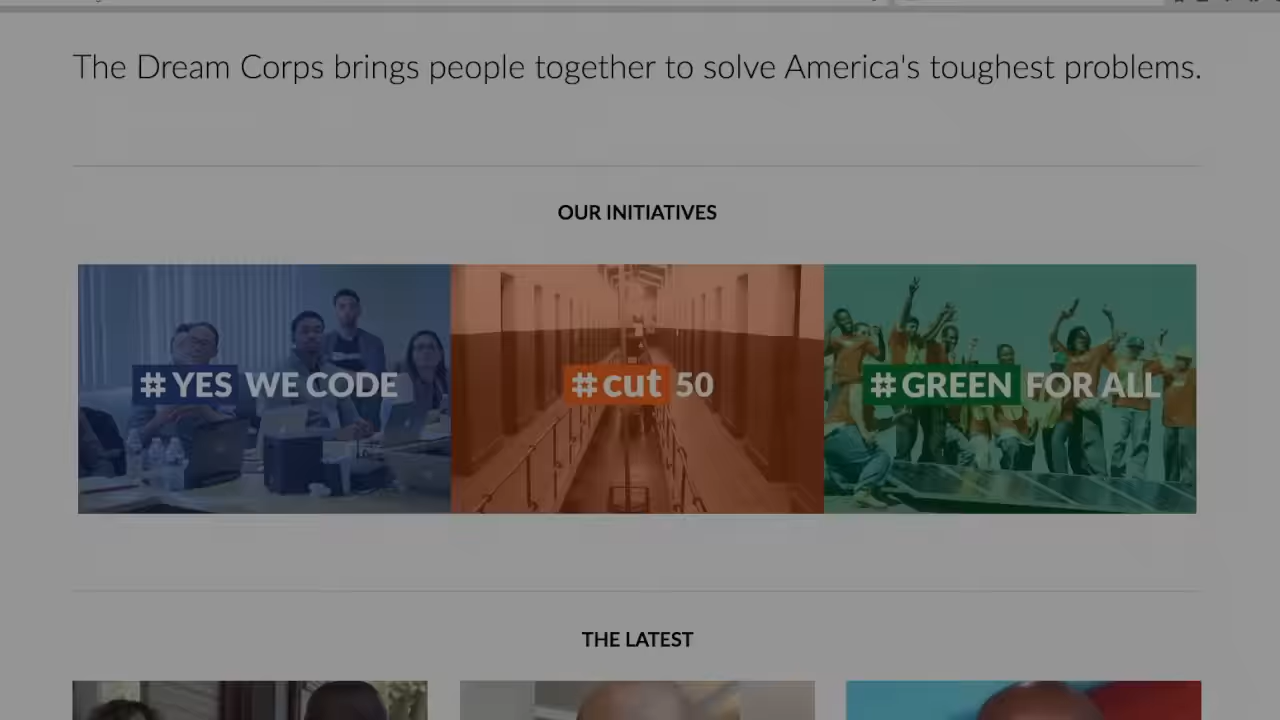 The Dream Corps brings people together to solve America's toughest problems.
OUR INITIATIVES
#YES WE CODE
#cut 50
#GREEN FOR ALL
THE LATEST